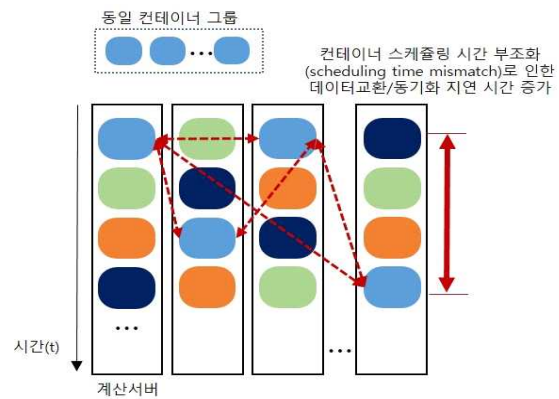 동일 컨테이너 그룹
...
컨테이너 스케쥴링 시간 부조화
(scheduling time mismatch)로 인한
데이터교환/동기화 지연 시간 증가
...
...
시간(t)
계산서버